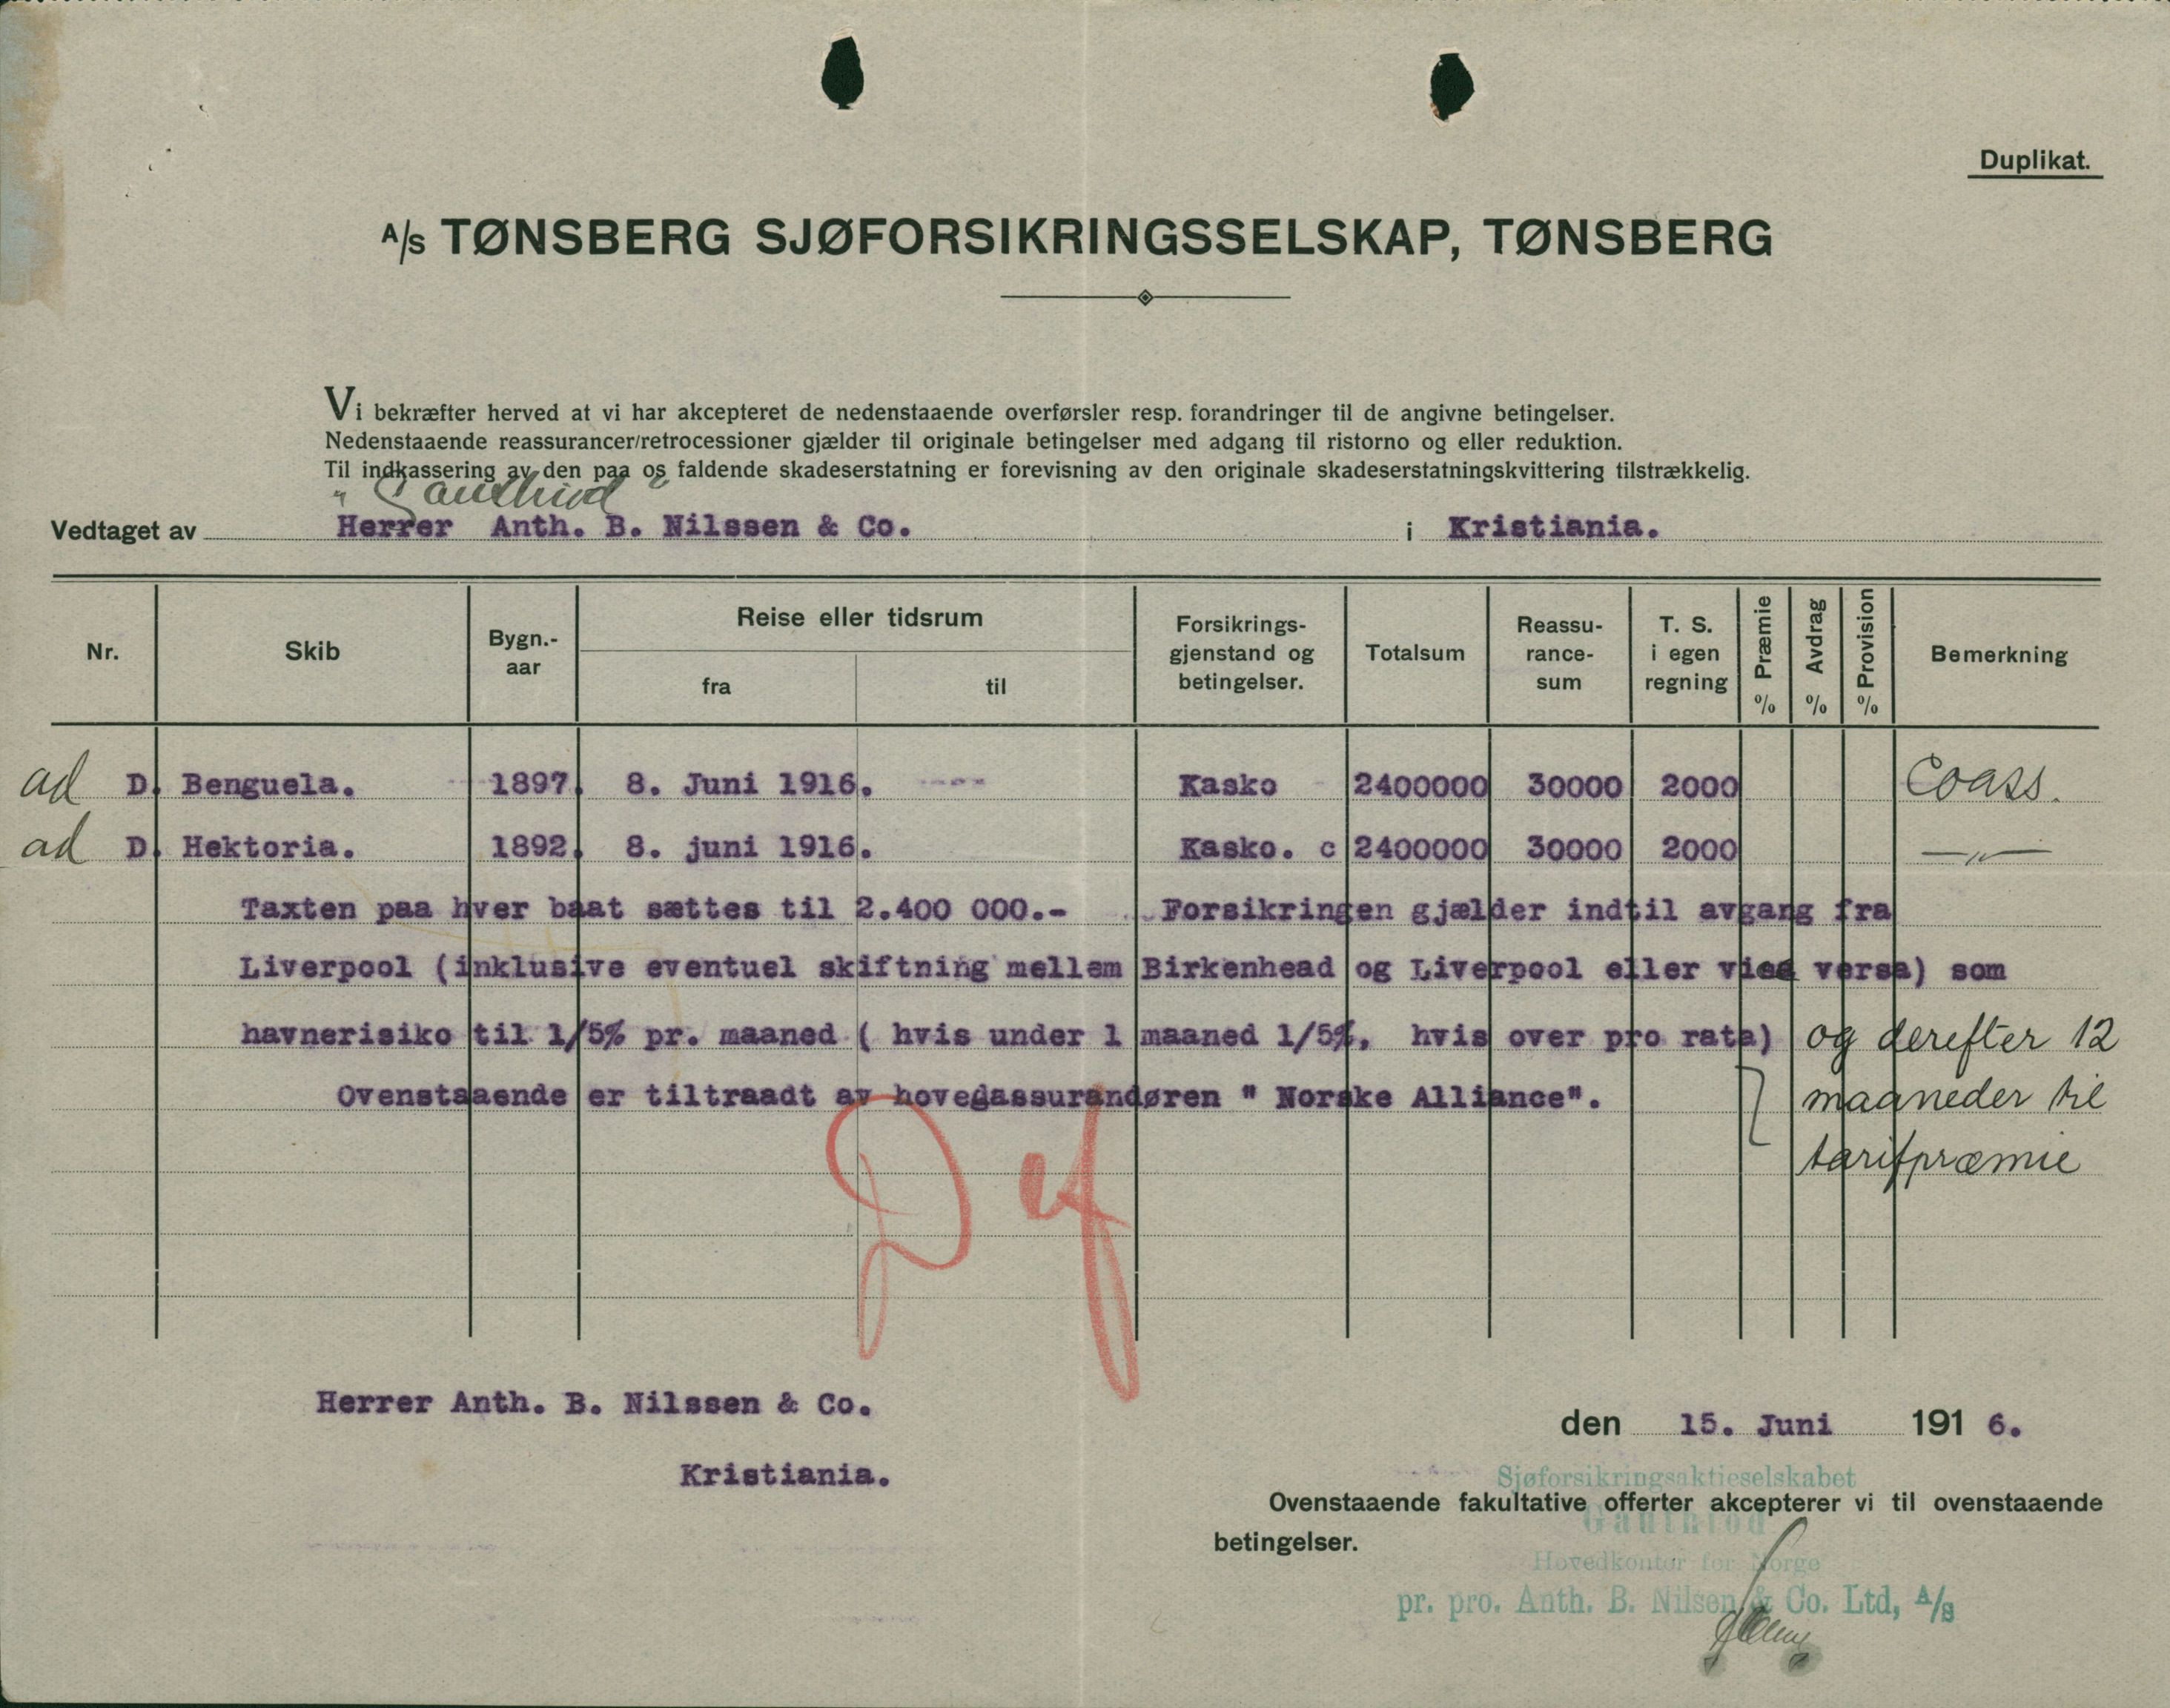 Duplikat.
A/S TØNSBERG SJØFORSIKRINGSSELSKAP, TØNSBERG
Vi bekræfter herved at vi har akcepteret de nedenstaaende overførsler resp. forandringer til de angivne betingelser.
Nedenstaaende reassurancer/retrocessioner gjælder til originale betingelser med adgang til ristorno og eller reduktion.
Til indkassering av den paa os faldende skadeserstatning er forevisning av den originale skadeserstatningskvittering tilstrækkelig.
"Gauthiod"
Vedtaget av Herrer Anth. B. Nilssen & Co. i Kristiania.
Nr. Skib Bygn.-aar Reise eller tidsrum fra til Forsikrings-gjenstand og betingelser. Totalsum Reassu-rance-sum T. S. i egen regning Præmie % Avdrag % Provision % Bemerkning
ad D. Benguela. 1897. 8. Juni 1916. ---- Kasko 2400000 30000 2000 Coass.
ad D. Hektoria. 1892. 8. juni 1916. Kasko. c 2400000 30000 2000 —"—
Taxten paa hver baat sættes til 2.400 000.- Forsikringen gjælder indtil avgang fra
Liverpool (inklusive eventuel skiftning mellem Birkenhead og Liverpool eller versa) som
havnerisiko til 1/5% pr. maaned ( hvis under 1 maaned 1/5%, hvis over pro rata) og derefter 12
Ovenstaaende er tiltraadt av hovegassurandøren " Norske Alliance". maaneder til
tarifpræmie
Def
Herrer Anth. B. Nilssen & Co.
Kristiania.
den 15. Juni 1916.
Sjøforsikringsaktieselskabet
Ovenstaaende fakultative offerter akcepterer vi til ovenstaaende
Gauthiod
betingelser.
Hovedkontor for Norge
pr. pro. Anth. B. Nilsen & Co. Ltd, A/S